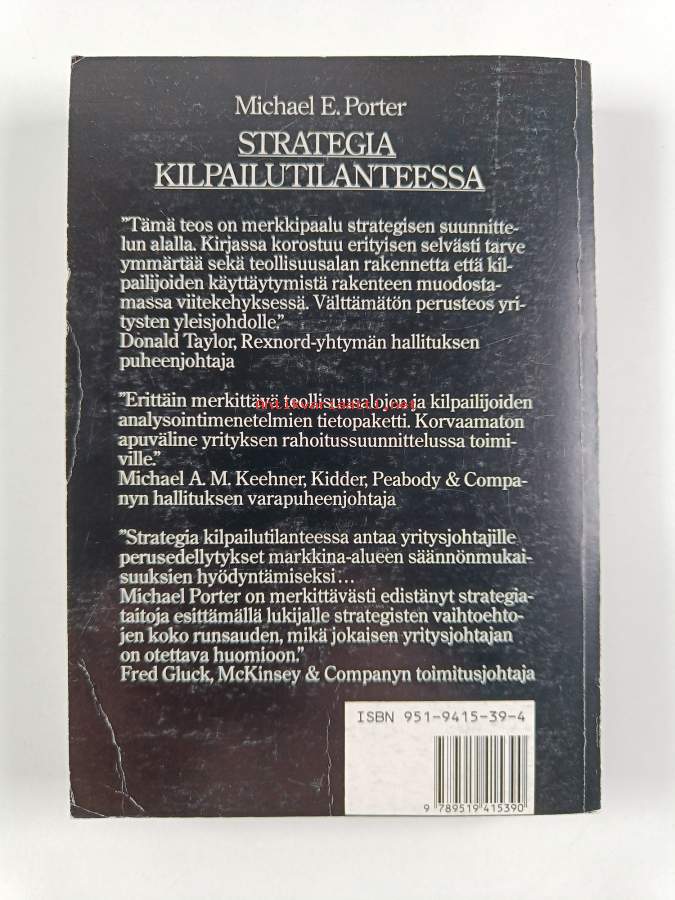 Michael E. Porter
STRATEGIA
KILPAILUTILANTEESSA
"Tämä teos on merkkipaalu strategisen suunnitte-
lun alalla. Kirjassa korostuu erityisen selvästi tarve
ymmärtää sekä teollisuusalan rakennetta että kil-
pailijoiden käyttäytymistä rakenteen muodosta-
massa viitekehyksessä. Välttämätön perusteos yri-
tysten yleisjohdolle."
Donald Taylor, Rexnord-yhtymän hallituksen
puheenjohtaja
"Erittäin merkittävä teollisuusalojen ja kilpailijoiden
antikvariaatti.net
analysointimenetelmien tietopaketti. Korvaamaton
apuväline yrityksen rahoitussuunnittelussa toimi-
ville."
Michael A. M. Keehner, Kidder, Peabody & Compa-
nyn hallituksen varapuheenjohtaja
"Strategia kilpailutilanteessa antaa yritysjohtajille
perusedellytykset markkina-alueen säännönmukai-
suuksien hyödyntämiseksi...
Michael Porter on merkittävästi edistänyt strategia-
taitoja esittämällä lukijalle strategisten vaihtoehto-
jen koko runsauden, mikä jokaisen yritysjohtajan
on otettava huomioon."
Fred Gluck, McKinsey & Companyn toimitusjohtaja
ISBN 951-9415-39-4
9 789519 415390